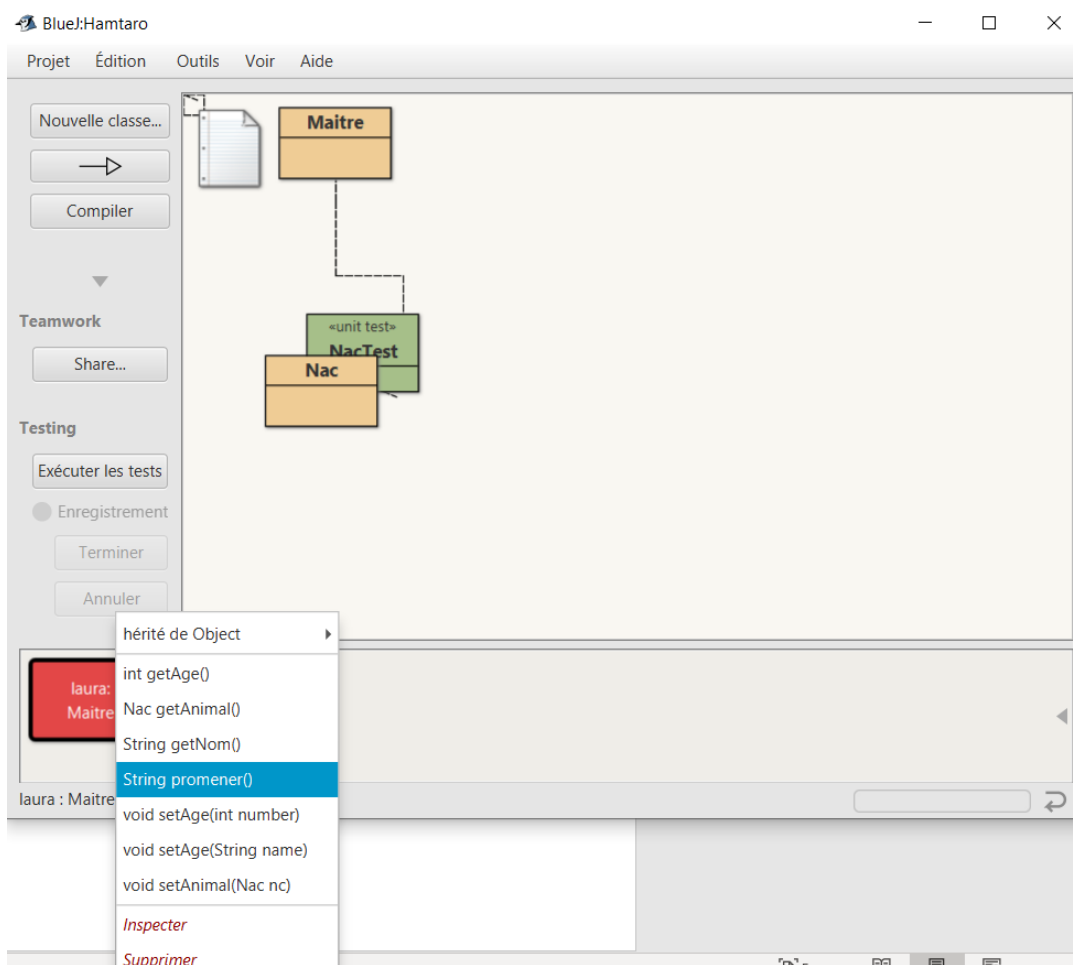 BlueJ:Hamtaro
Projet Édition Outils Voir Aide
Nouvelle classe...
Compiler
Teamwork
Share...
Testing
Exécuter les tests
Enregistrement
Terminer
Annuler
Maitre
«unit test»
NacTest
Nac
laura:
Maitre
laura : Maitre
hérité de Object
int getAge()
Nac getAnimal()
String getNom()
String promener()
void setAge(int number)
void setAge(String name)
void setAnimal(Nac nc)
Inspecter
Supprimer